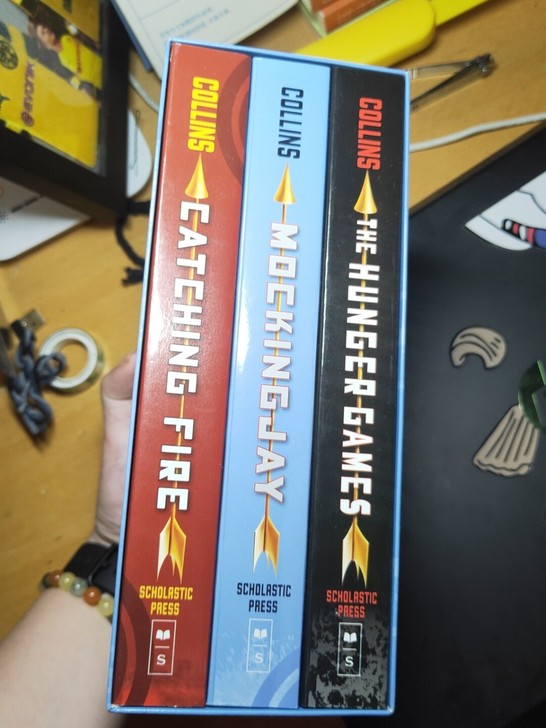 COLLINS
CATCHING FIRE
SCHOLASTIC
PRESS
S
COLLINS
MOCKINGJAY
SCHOLASTIC
PRESS
S
COLLINS
THE HUNGER GAMES
SCHOLASTIC
PRESS
S